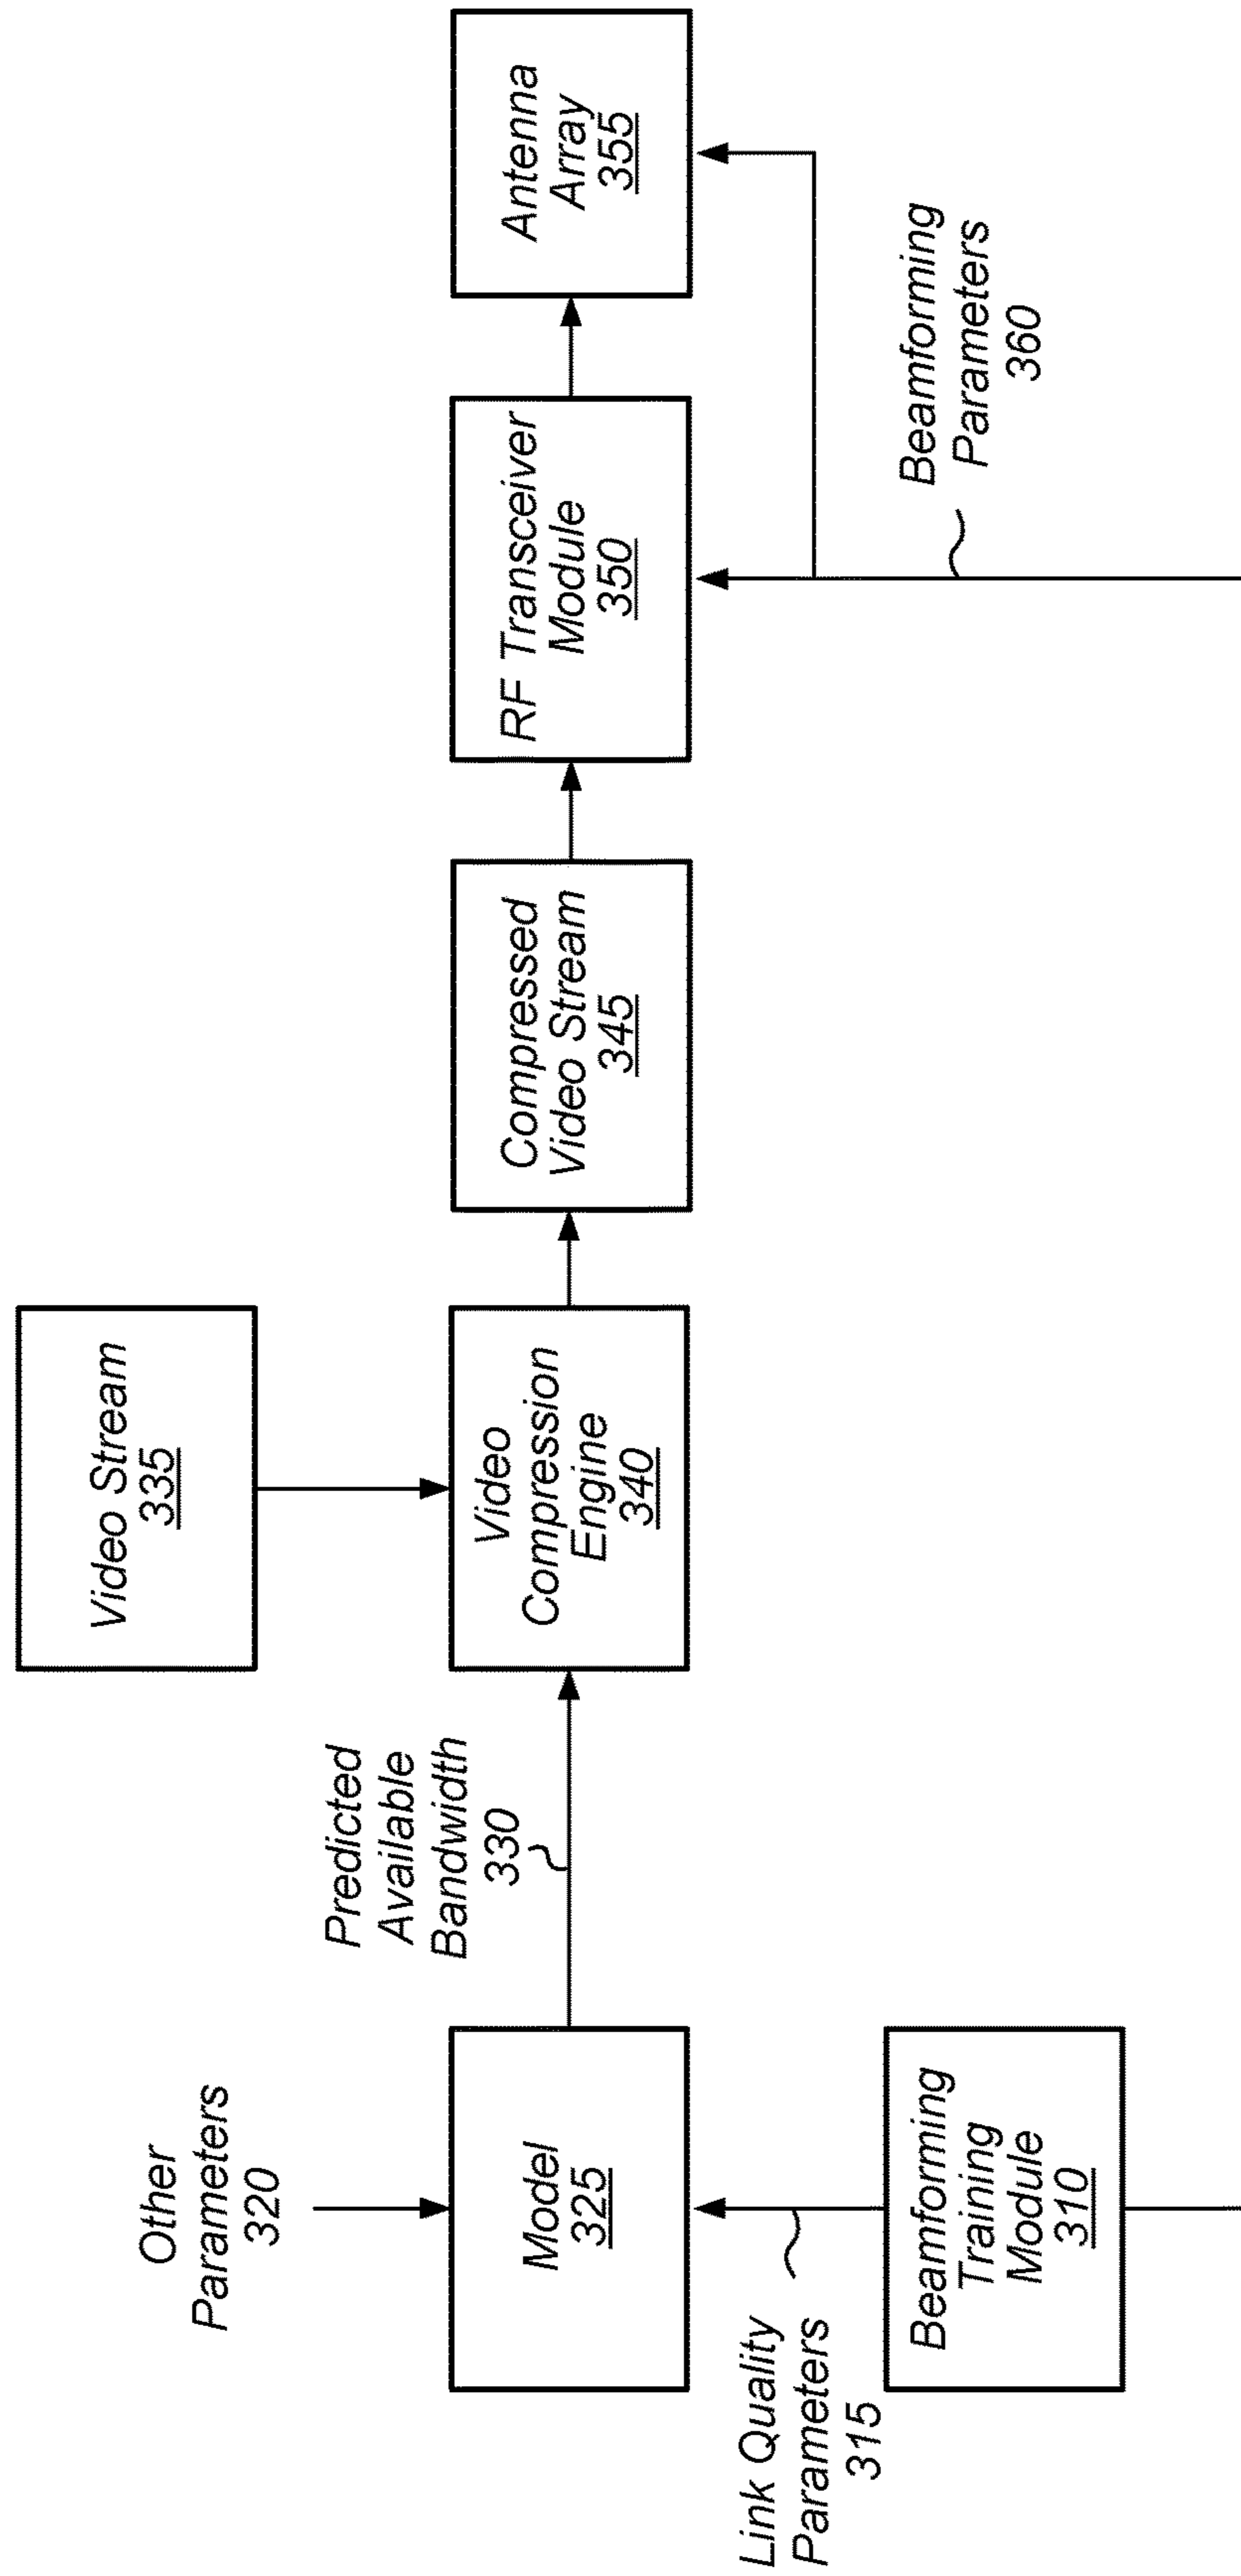 Video Stream
335
Other
Parameters
320
Predicted
Available
Bandwidth
330
Model
325
Video
Compression
Engine
340
Compressed
Video Stream
345
RF Transceiver
Module
350
Antenna
Array
355
Link Quality
Parameters
315
Beamforming
Training
Module
310
Beamforming
Parameters
360